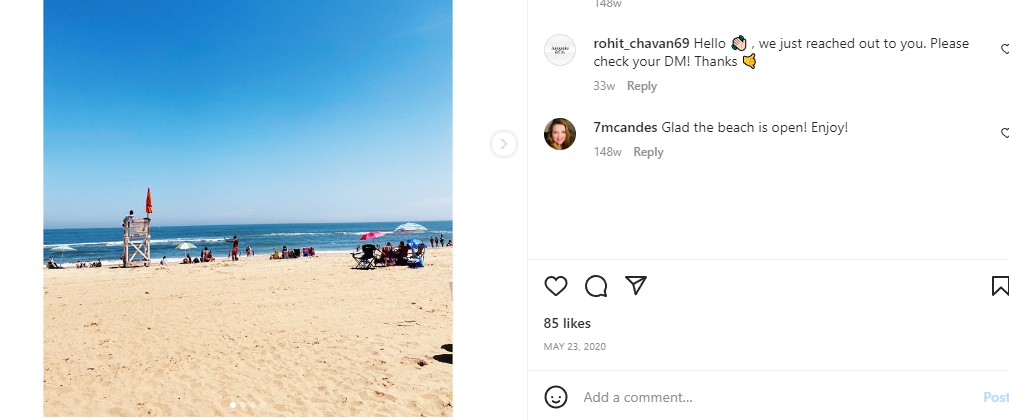 148w
rohit_chavan69 Hello 👋🏻 , we just reached out to you. Please
check your DM! Thanks 🤙
33w Reply
7mcandes Glad the beach is open! Enjoy!
148w Reply
85 likes
MAY 23, 2020
Add a comment...
Post